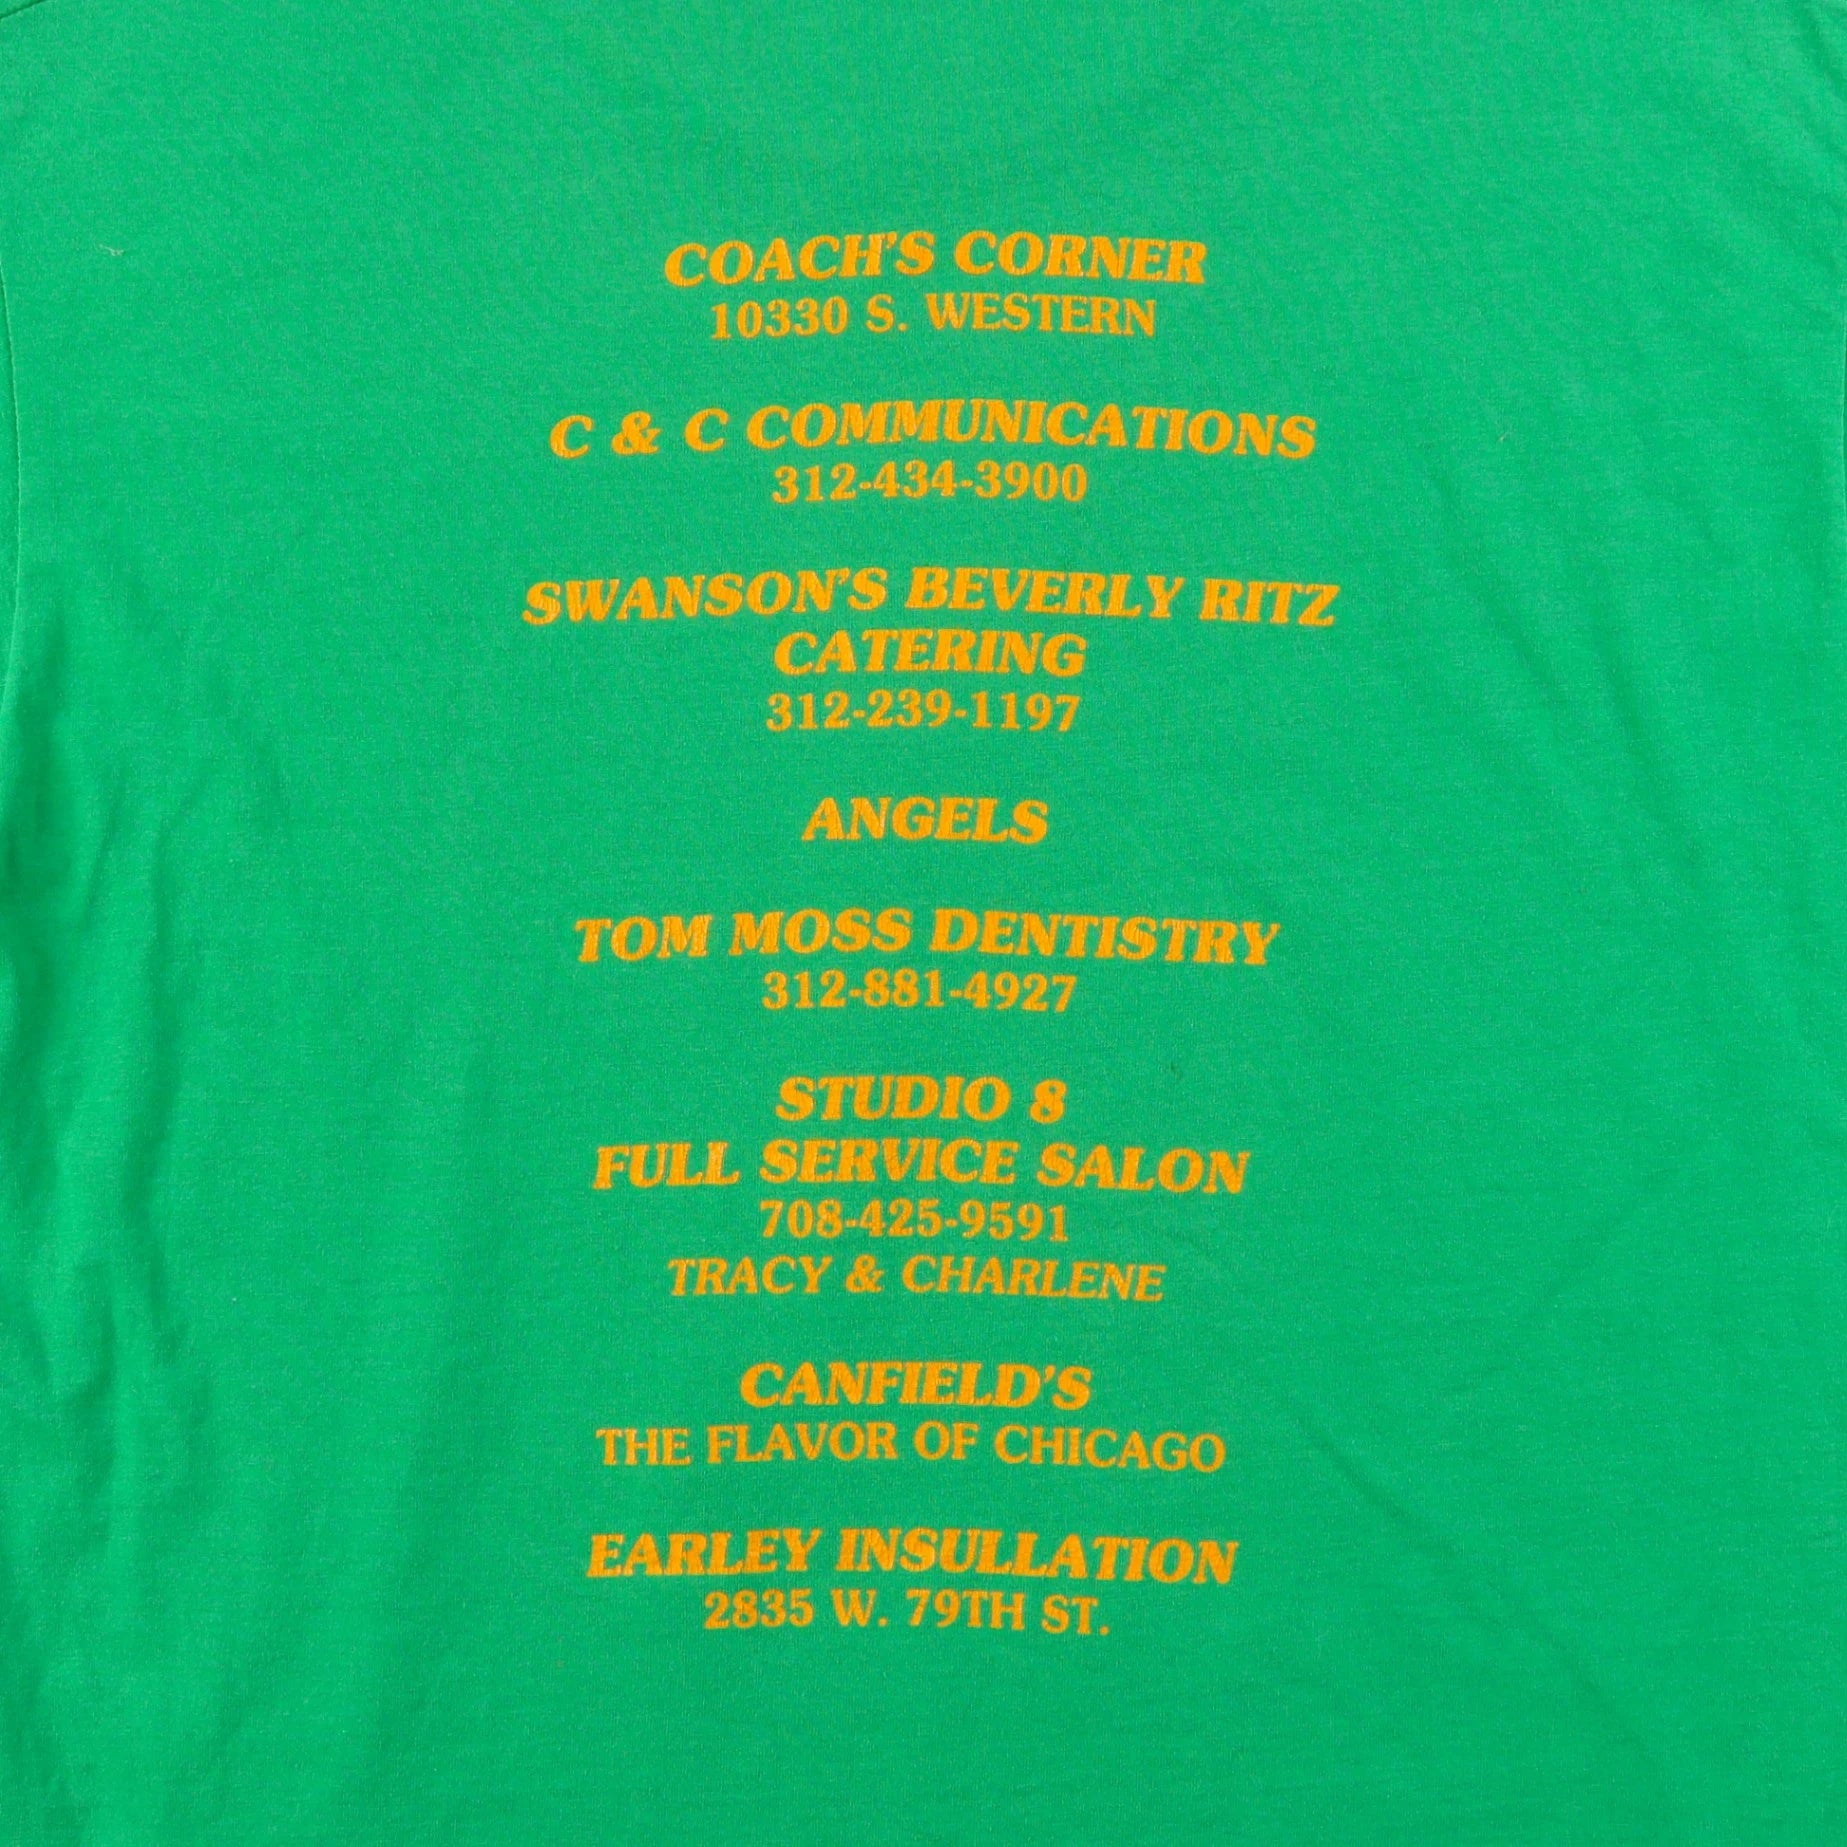 COACH'S CORNER
10330 S. WESTERN
C & C COMMUNICATIONS
312-434-3900
SWANSON'S BEVERLY RITZ
CATERING
312-239-1197
ANGELS
TOM MOSS DENTISTRY
312-881-4927
STUDIO 8
FULL SERVICE SALON
708-425-9591
TRACY & CHARLENE
CANFIELD'S
THE FLAVOR OF CHICAGO
EARLEY INSULLATION
2835 W. 79TH ST.